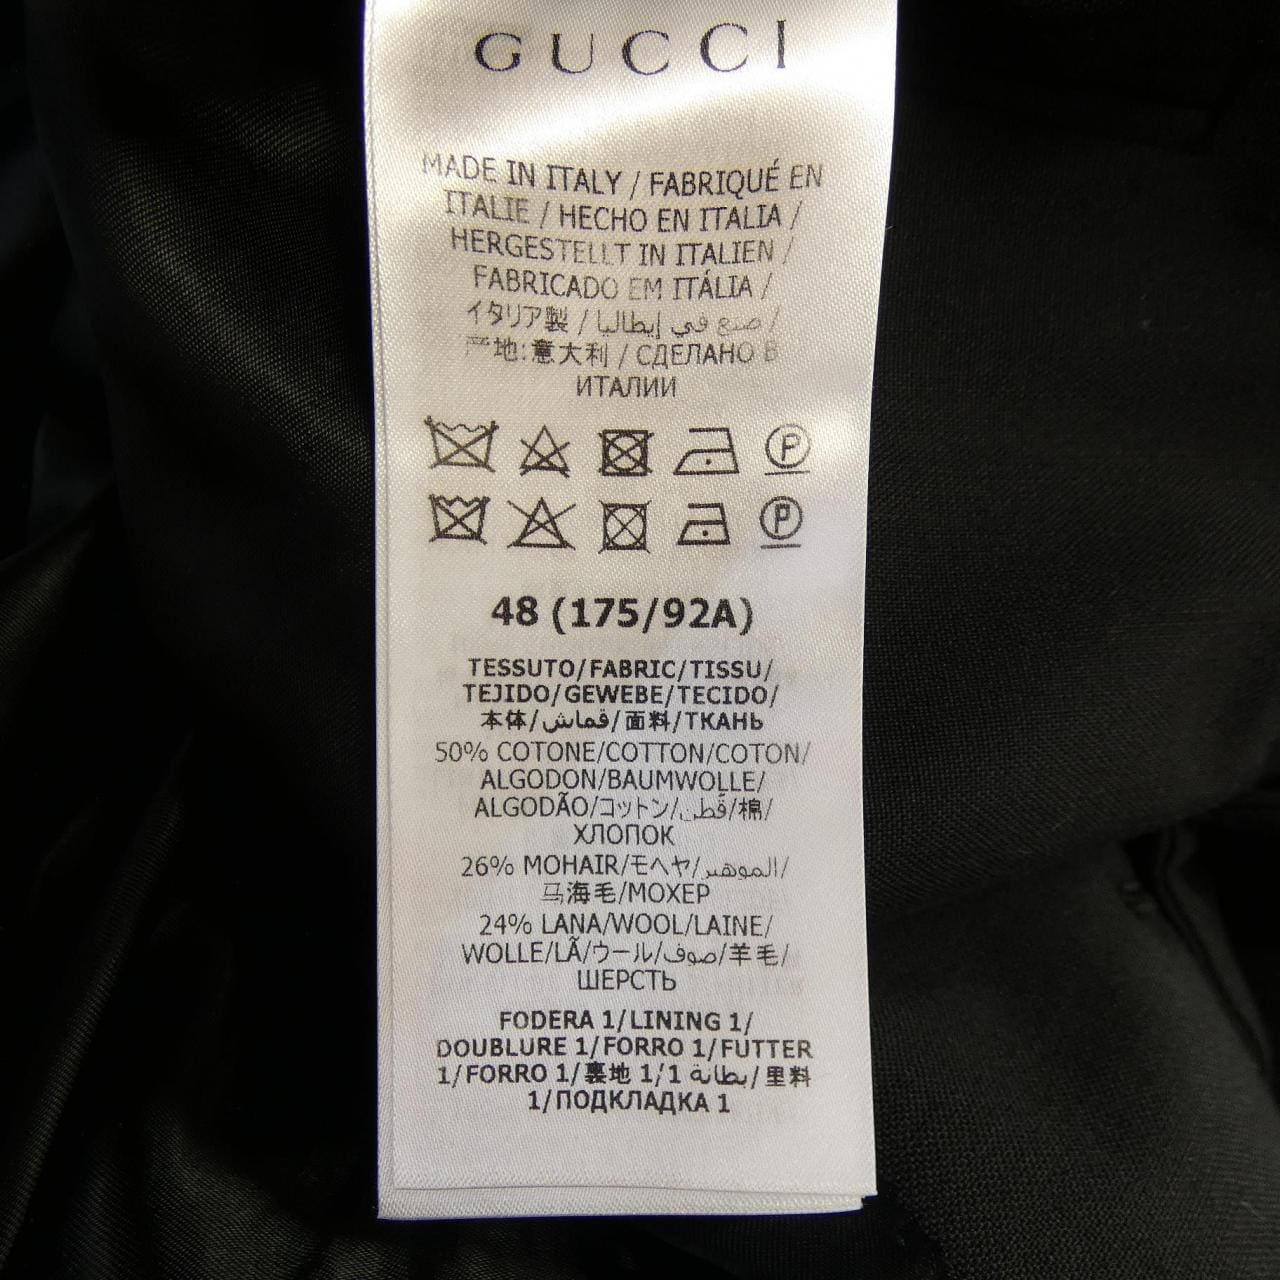 GUCCI
MADE IN ITALY / FABRIQUÉ EN
ITALIE / HECHO EN ITALIA /
HERGESTELLT IN ITALIEN /
FABRICADO EM ITÁLIA /
イタリア製 / صنع في إيطاليا /
产地:意大利 / СДЕЛАНО В
ИТАЛИИ
P
P
48 (175/92A)
TESSUTO/FABRIC/TISSU/
TEJIDO/GEWEBE/TECIDO/
本体/قماش/面料/ТКАНЬ
50% COTONE/COTTON/COTON/
ALGODON/BAUMWOLLE/
ALGODÃO/コットン/قطن/棉/
ХЛОПОК
26% MOHAIR/モヘヤ/الموهير/
马海毛/МОХЕР
24% LANA/WOOL/LAINE/
WOLLE/LÃ/ウール/صوف/羊毛/
ШЕРСТЬ
FODERA 1/LINING 1/
DOUBLURE 1/FORRO 1/FUTTER
1/FORRO 1/裏地 1/1 بطانة/里料
1/ПОДКЛАДКА 1